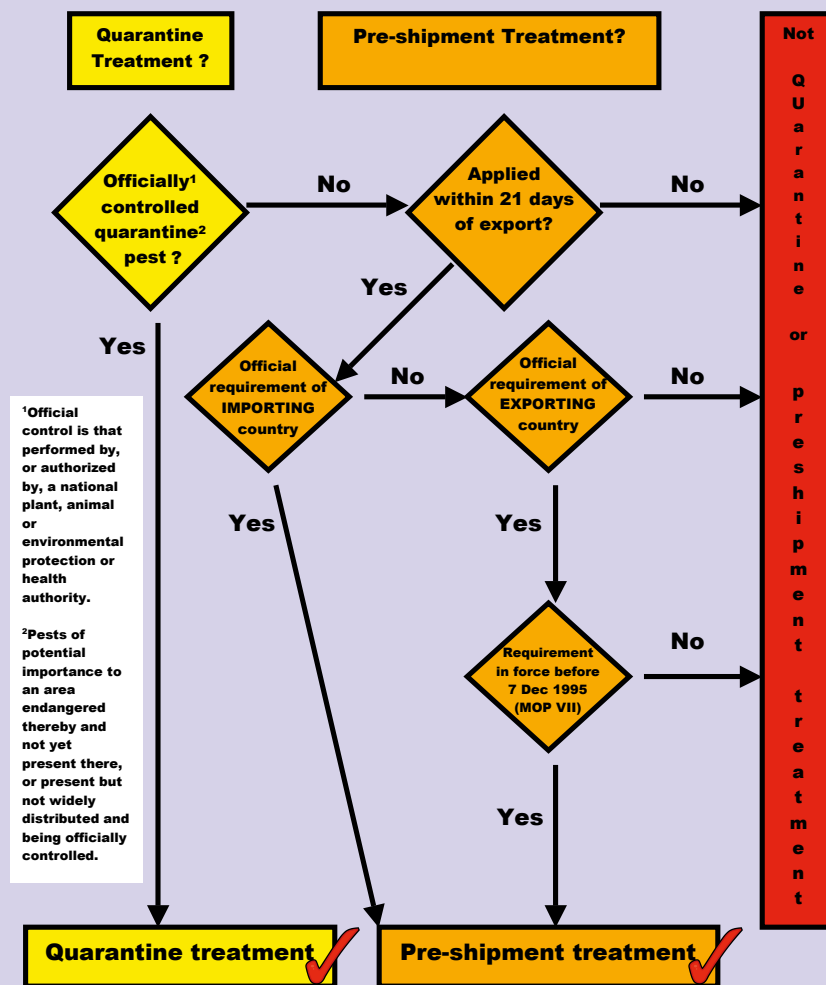 Quarantine
Treatment ?
Pre-shipment Treatment?
Not
Q
U
a
r
a
n
t
i
n
e
or
p
r
e
s
h
i
p
m
e
n
t
t
r
e
a
t
m
e
n
t
Officially¹
controlled
quarantine²
pest ?
No
Applied
within 21 days
of export?
No
Yes
Yes
Official
requirement of
IMPORTING
country
No
Official
requirement of
EXPORTING
country
No
¹Official
control is that
performed by,
or authorized
by, a national
plant, animal
or
environmental
protection or
health
authority.
²Pests of
potential
importance to
an area
endangered
thereby and
not yet
present there,
or present but
not widely
distributed and
being officially
controlled.
Yes
Yes
Requirement
in force before
7 Dec 1995
(MOP VII)
No
Yes
Quarantine treatment
Pre-shipment treatment